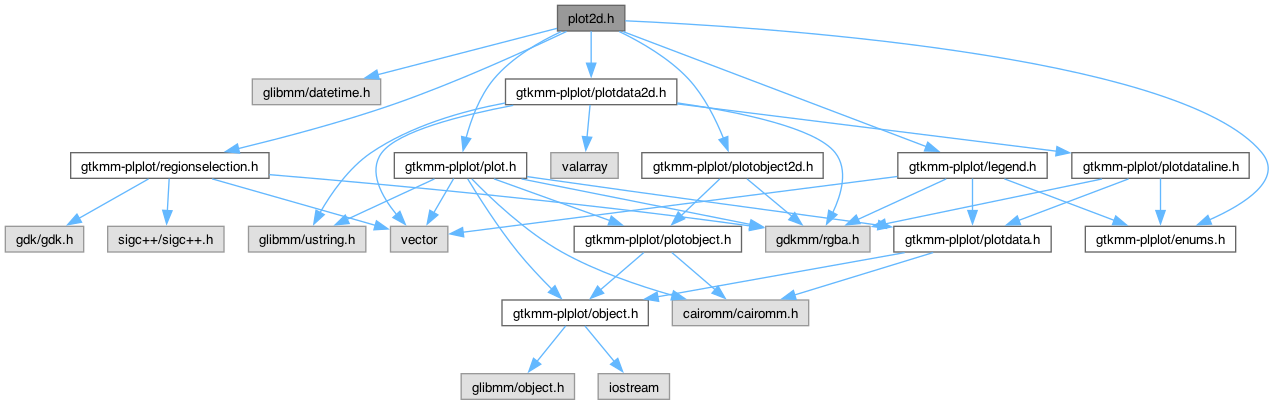 plot2d.h
glibmm/datetime.h
gtkmm-plplot/plotdata2d.h
gtkmm-plplot/regionselection.h
gtkmm-plplot/plot.h
valarray
gtkmm-plplot/plotobject2d.h
gtkmm-plplot/legend.h
gtkmm-plplot/plotdataline.h
gdk/gdk.h
sigc++/sigc++.h
glibmm/ustring.h
vector
gtkmm-plplot/plotobject.h
gdkmm/rgba.h
gtkmm-plplot/plotdata.h
gtkmm-plplot/enums.h
gtkmm-plplot/object.h
cairomm/cairomm.h
glibmm/object.h
iostream